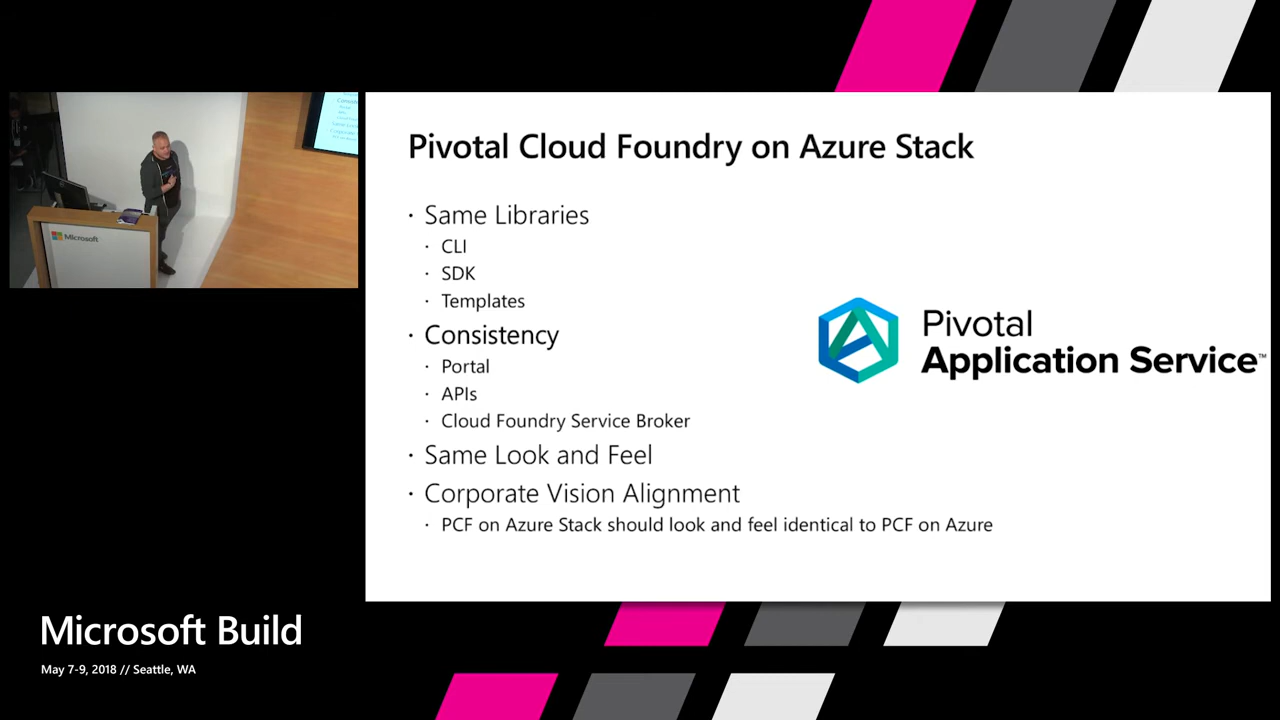 Microsoft
Pivotal Cloud Foundry on Azure Stack
· Same Libraries
· CLI
· SDK
· Templates
· Consistency
· Portal
· APIs
· Cloud Foundry Service Broker
· Same Look and Feel
· Corporate Vision Alignment
· PCF on Azure Stack should look and feel identical to PCF on Azure
Pivotal
Application Service™
Microsoft Build
May 7-9, 2018 // Seattle, WA